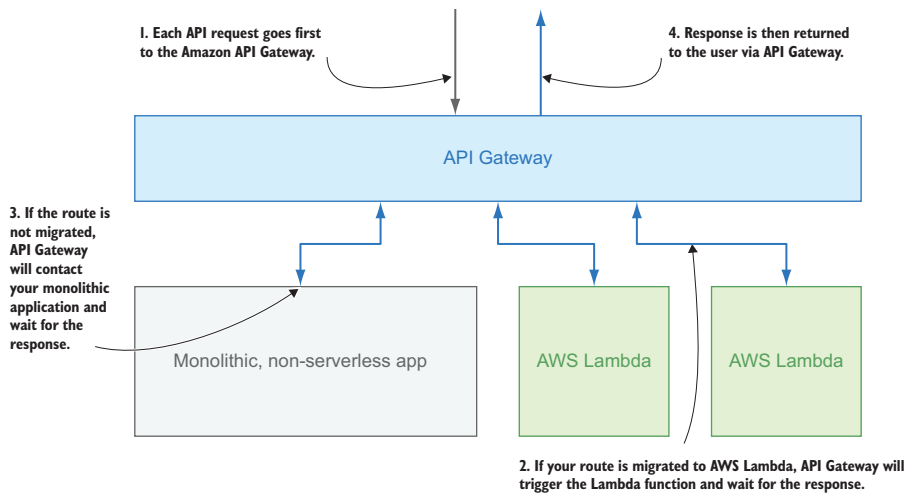 1. Each API request goes first
to the Amazon API Gateway.
4. Response is then returned
to the user via API Gateway.
API Gateway
3. If the route is
not migrated,
API Gateway
will contact
your monolithic
application and
wait for the
response.
Monolithic, non-serverless app
AWS Lambda
AWS Lambda
2. If your route is migrated to AWS Lambda, API Gateway will
trigger the Lambda function and wait for the response.